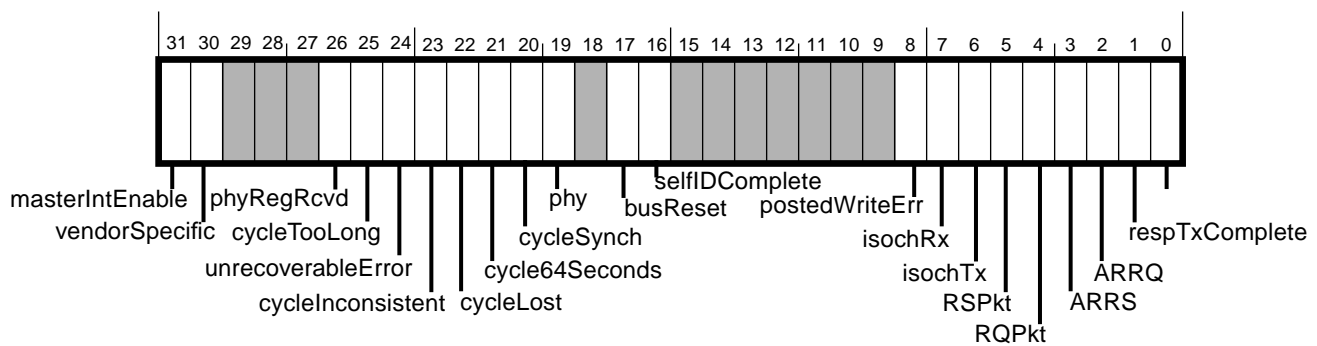 31 30 29 28 27 26 25 24 23 22 21 20 19 18 17 16 15 14 13 12 11 10 9 8 7 6 5 4 3 2 1 0
masterIntEnable phyRegRcvd phy selfIDComplete postedWriteErr
vendorSpecific cycleTooLong cycleSynch busReset isochRx respTxComplete
unrecoverableError cycle64Seconds isochTx ARRQ
cycleInconsistent cycleLost RSPkt ARRS
RQPkt